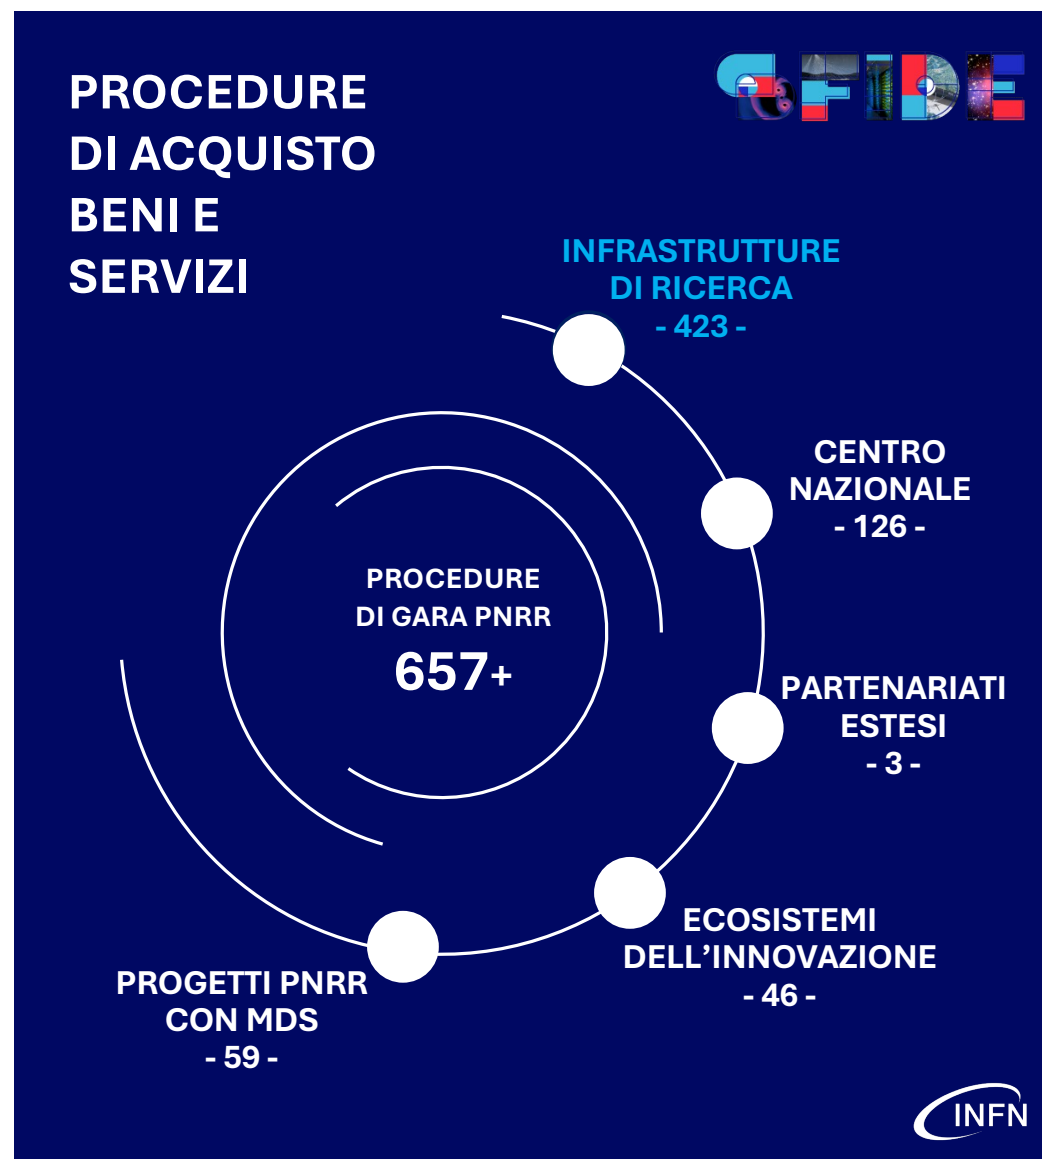 PROCEDURE
DI ACQUISTO
BENI E
SERVIZI
SFIDE
INFRASTRUTTURE
DI RICERCA
- 423 -
CENTRO
NAZIONALE
- 126 -
PROCEDURE
DI GARA PNRR
657+
PARTENARIATI
ESTESI
- 3 -
ECOSISTEMI
DELL’INNOVAZIONE
- 46 -
PROGETTI PNRR
CON MDS
- 59 -
INFN